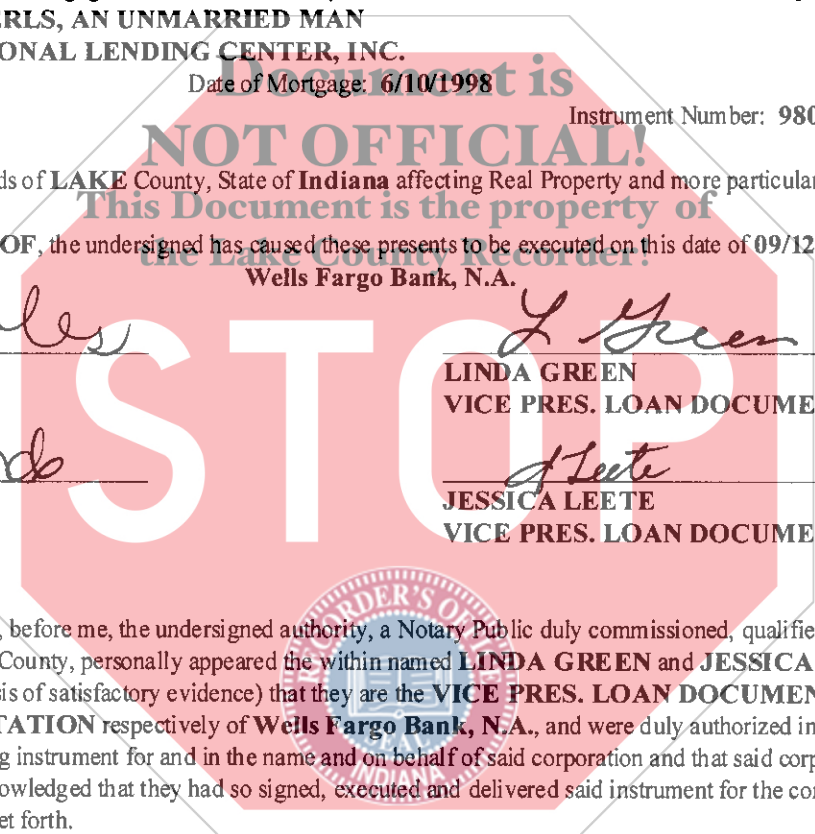 ERLS, AN UNMARRIED MAN
ONAL LENDING CENTER, INC.
Date of Mortgage: 6/10/1998
Document is
Instrument Number: 980
NOT OFFICIAL!
ds of LAKE County, State of Indiana affecting Real Property and more particular
This Document is the property of
OF, the undersigned has caused these presents to be executed on this date of 09/12
the Lake County Recorder!
Wells Fargo Bank, N.A.
L Green
STOP
LINDA GREEN
VICE PRES. LOAN DOCUME
J Leete
JESSICA LEETE
VICE PRES. LOAN DOCUME
RECORDER'S OF
, before me, the undersigned authority, a Notary Public duly commissioned, qualifie
County, personally appeared the within named LINDA GREEN and JESSICA
is of satisfactory evidence) that they are the VICE PRES. LOAN DOCUMEN
TATION respectively of Wells Fargo Bank, N.A., and were duly authorized in
SEAL
g instrument for and in the name and on behalf of said corporation and that said corp
INDIANA
owledged that they had so signed, executed and delivered said instrument for the con
et forth.